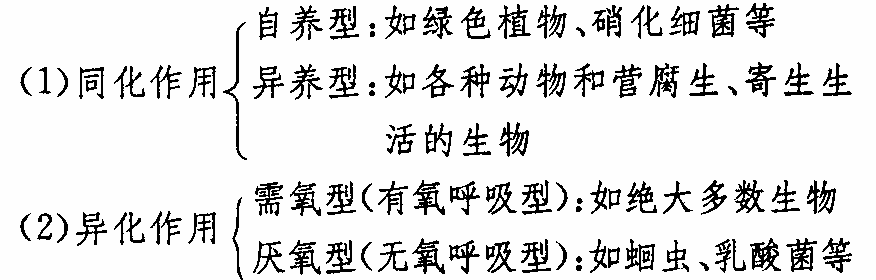 自养型:如绿色植物、硝化细菌等
(1)同化作用
异养型:如各种动物和营腐生、寄生生
活的生物
需氧型(有氧呼吸型):如绝大多数生物
(2)异化作用
厌氧型(无氧呼吸型):如蛔虫、乳酸菌等